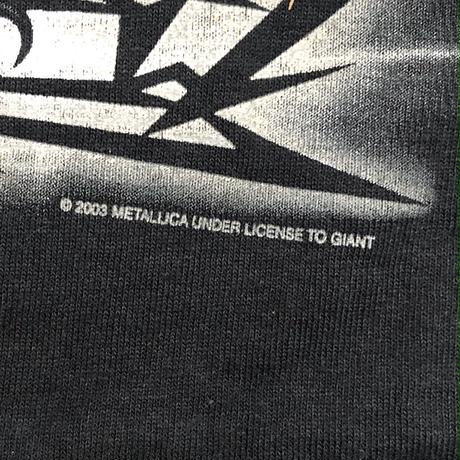 © 2003 METALLICA UNDER LICENSE TO GIANT